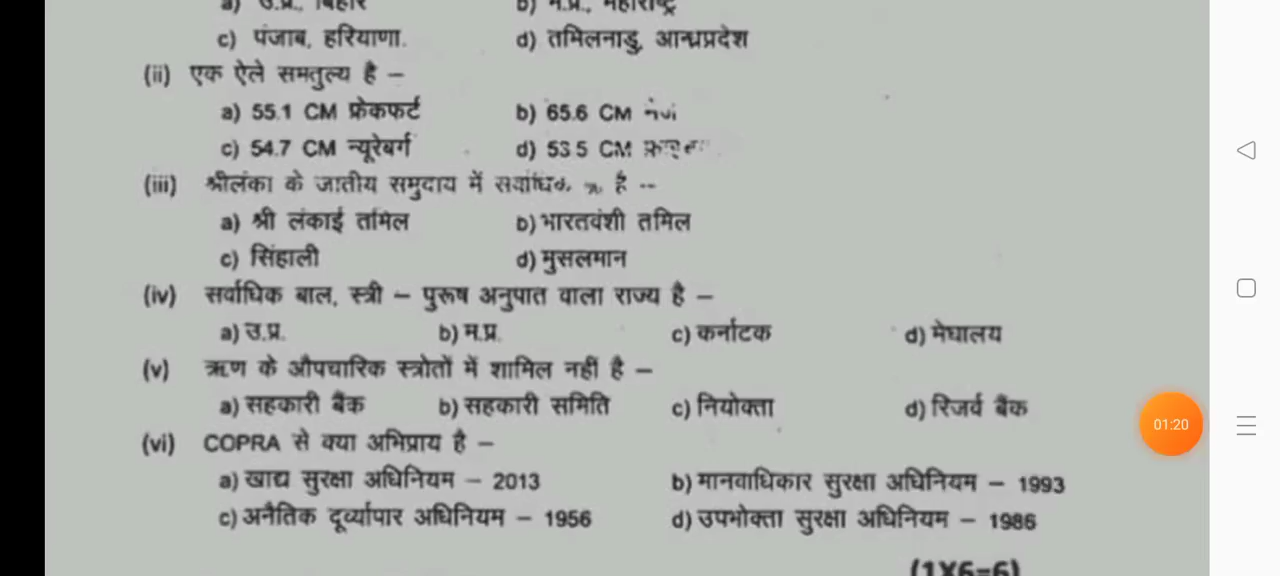 c) पंजाब, हरियाणा. d) तमिलनाडु, आन्ध्रप्रदेश
(ii) एक ऐले समतुल्य है –
a) 55.1 CM फ्रेकफर्ट b) 65.6 CM
c) 54.7 CM न्यूरेबर्ग d) 53.5 CM
(iii) श्रीलंका के जातीय समुदाय में है --
a) श्री लंकाई तमिल b) भारतवंशी तमिल
c) सिंहाली d) मुसलमान
(iv) सर्वाधिक बाल, स्त्री – पुरूष अनुपात वाला राज्य है –
a) उ.प्र. b) म.प्र. c) कर्नाटक d) मेघालय
(v) ऋण के औपचारिक स्त्रोतों में शामिल नहीं है –
a) सहकारी बैंक b) सहकारी समिति c) नियोक्ता d) रिजर्व बैंक
01:20
(vi) COPRA से क्या अभिप्राय है –
a) खाद्य सुरक्षा अधिनियम – 2013 b) मानवाधिकार सुरक्षा अधिनियम – 1993
c) अनैतिक दूर्व्यापार अधिनियम – 1956 d) उपभोक्ता सुरक्षा अधिनियम – 1986
(1X6=6)